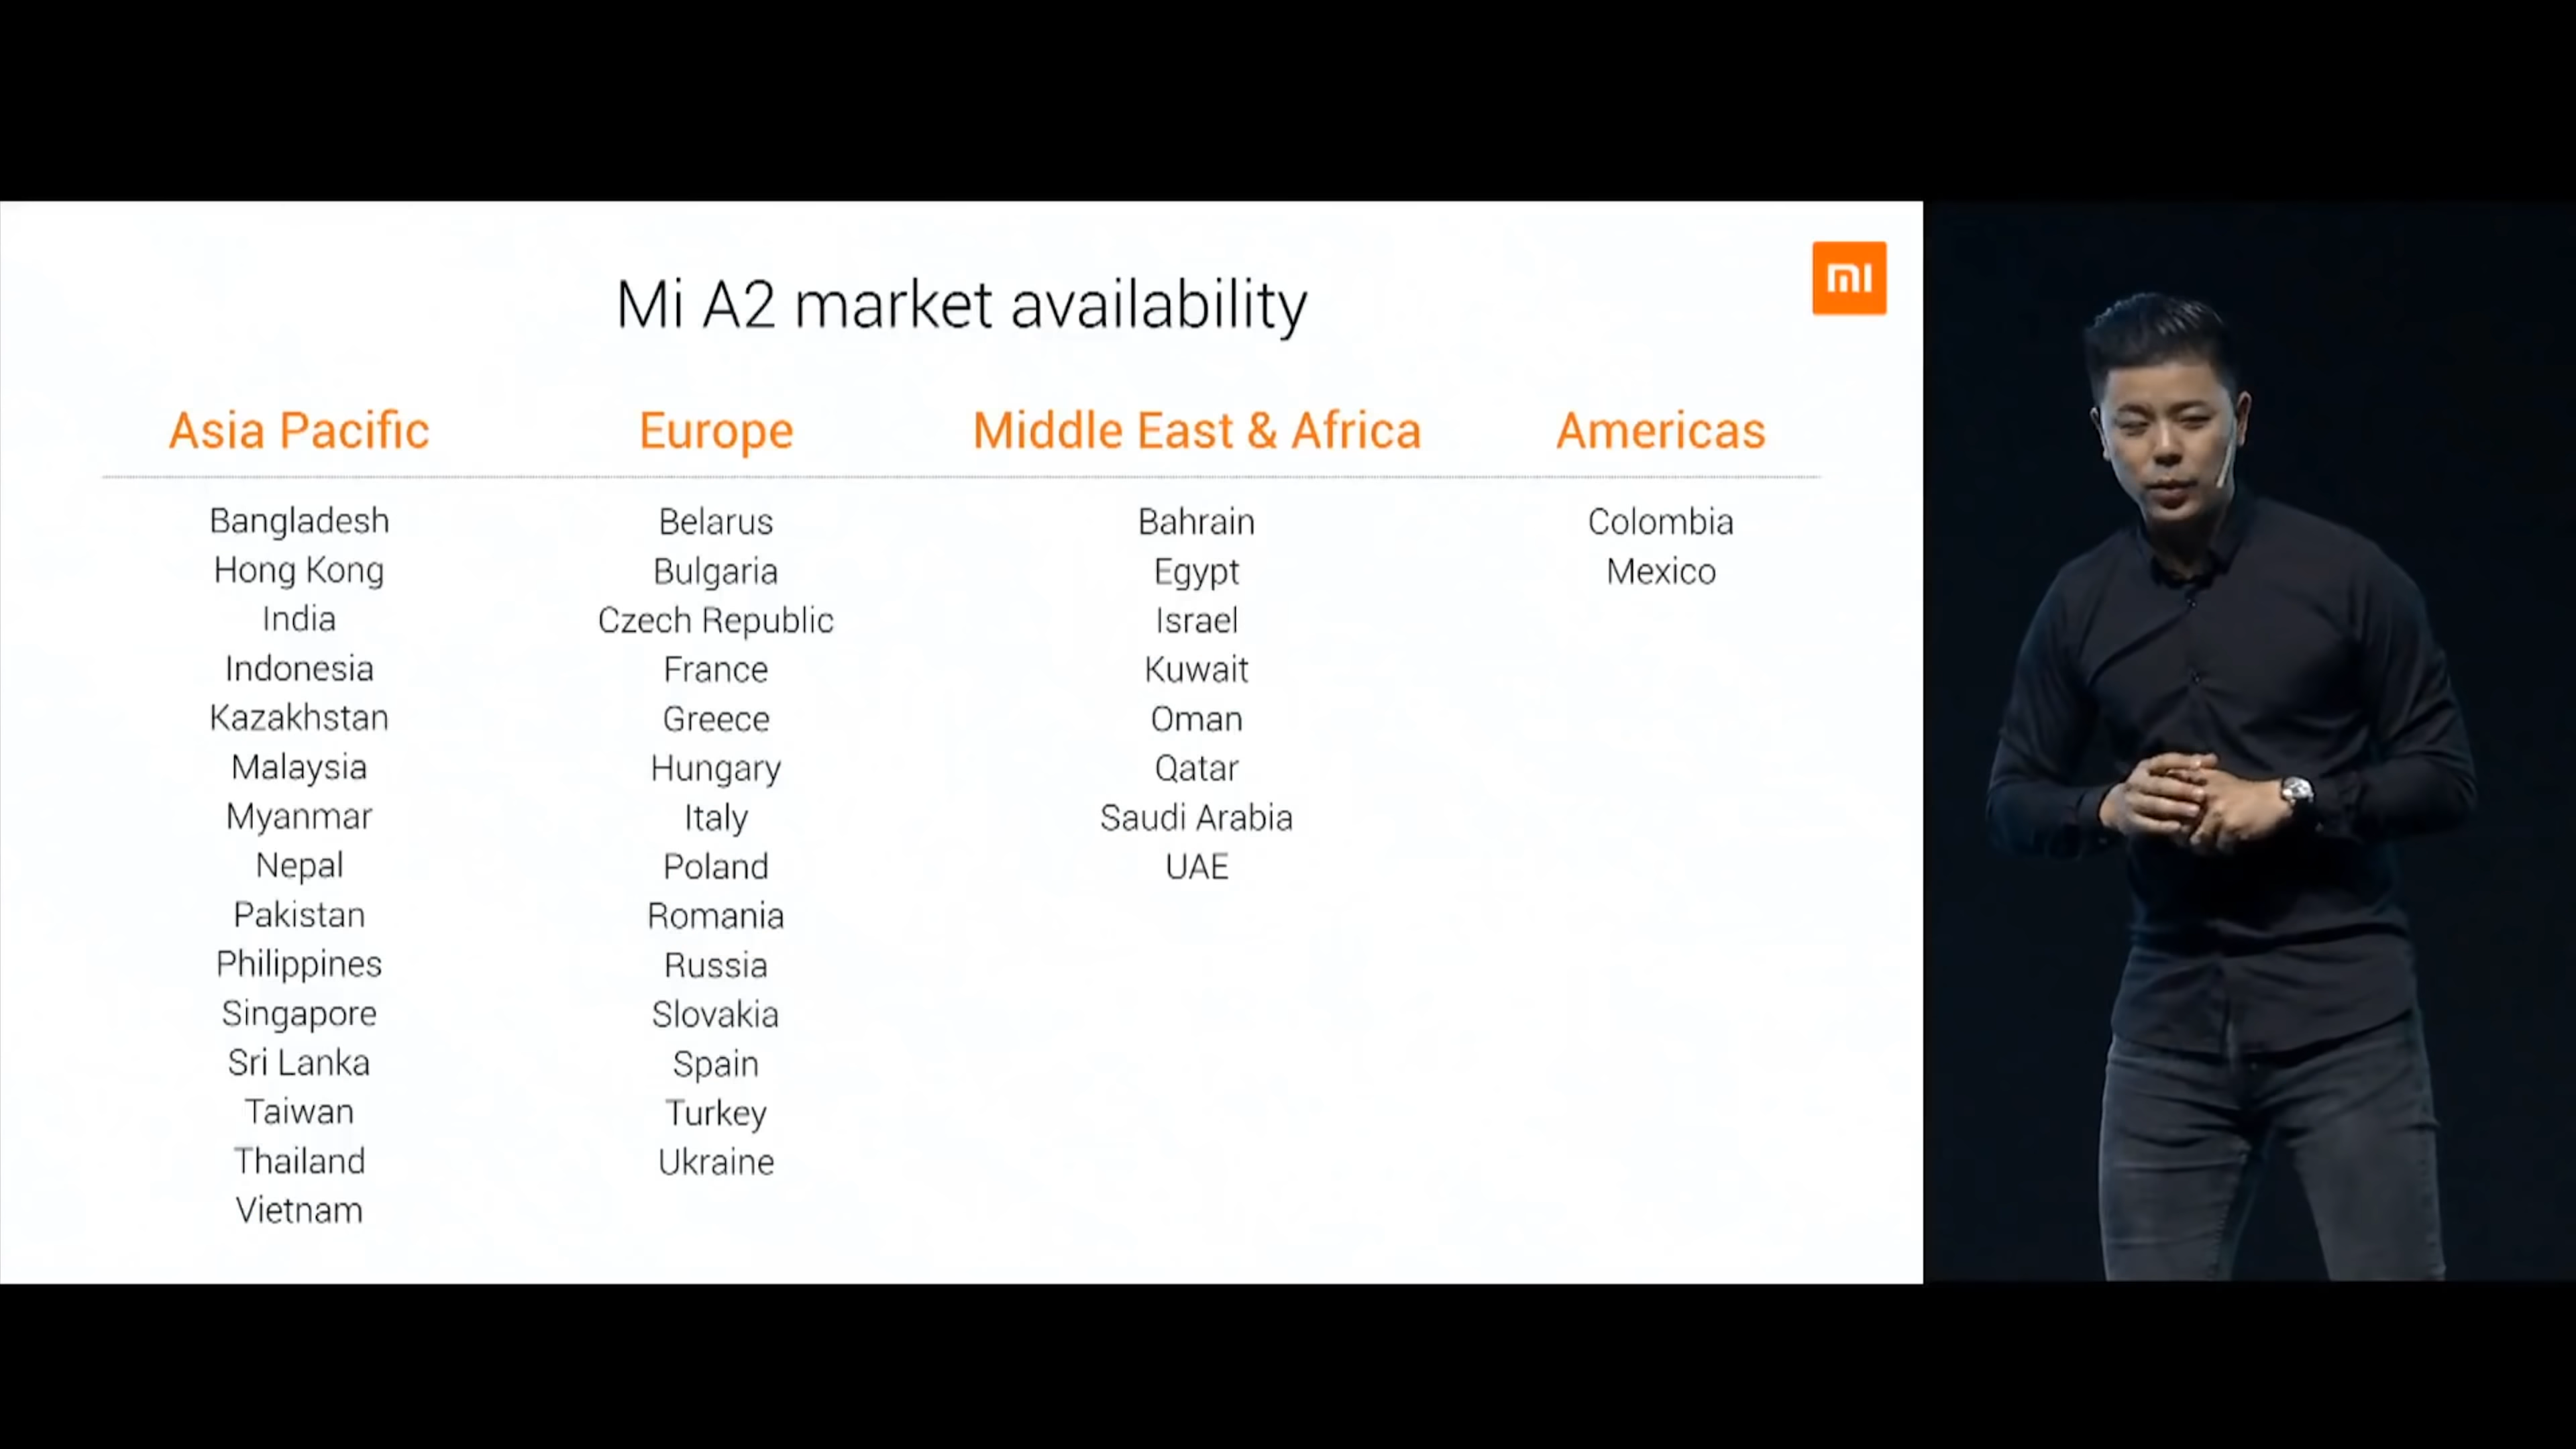 mi
Mi A2 market availability
Asia Pacific
Bangladesh
Hong Kong
India
Indonesia
Kazakhstan
Malaysia
Myanmar
Nepal
Pakistan
Philippines
Singapore
Sri Lanka
Taiwan
Thailand
Vietnam
Europe
Belarus
Bulgaria
Czech Republic
France
Greece
Hungary
Italy
Poland
Romania
Russia
Slovakia
Spain
Turkey
Ukraine
Middle East & Africa
Bahrain
Egypt
Israel
Kuwait
Oman
Qatar
Saudi Arabia
UAE
Americas
Colombia
Mexico